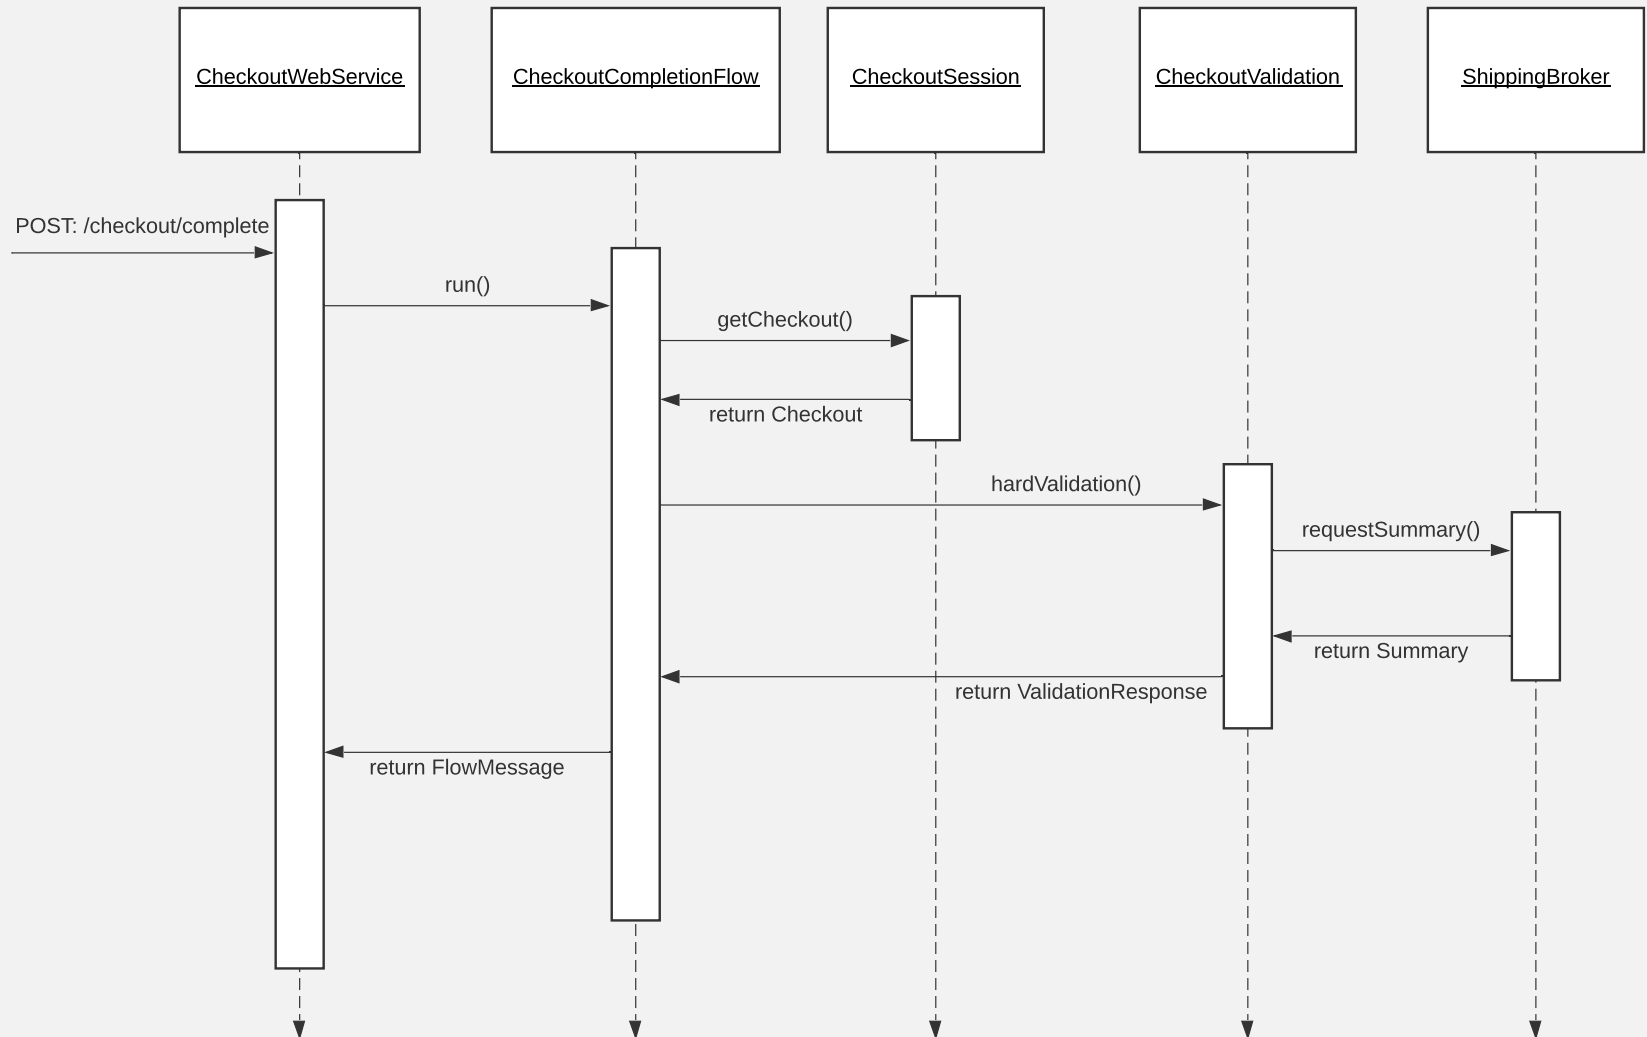 CheckoutWebService
CheckoutCompletionFlow
CheckoutSession
CheckoutValidation
ShippingBroker
POST: /checkout/complete
run()
getCheckout()
return Checkout
hardValidation()
requestSummary()
return Summary
return ValidationResponse
return FlowMessage